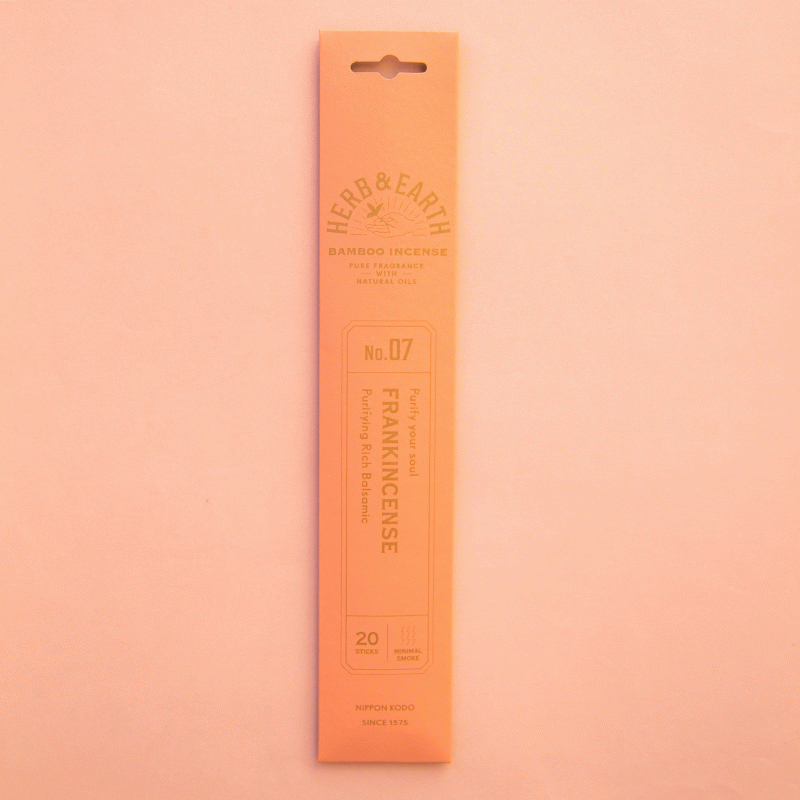 HERB & EARTH
BAMBOO INCENSE
PURE FRAGRANCE
WITH
NATURAL OILS
No.07
Purify your soul
FRANKINCENSE
Purifying Rich Balsamic
20
STICKS
MINIMAL
SMOKE
NIPPON KODO
SINCE 1575